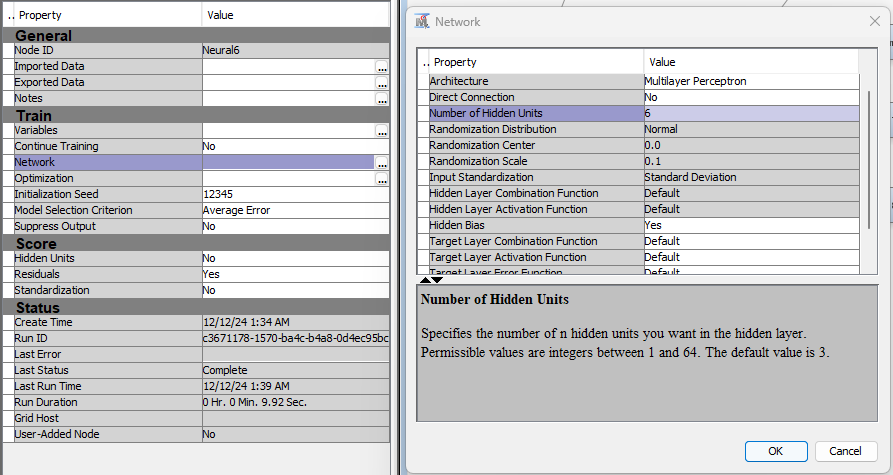 .. Property Value
General
Node ID Neural6
Imported Data ...
Exported Data ...
Notes ...
Train
Variables ...
Continue Training No
Network ...
Optimization ...
Initialization Seed 12345
Model Selection Criterion Average Error
Suppress Output No
Score
Hidden Units No
Residuals Yes
Standardization No
Status
Create Time 12/12/24 1:34 AM
Run ID c3671178-1570-ba4c-b4a8-0d4ec95bc
Last Error
Last Status Complete
Last Run Time 12/12/24 1:39 AM
Run Duration 0 Hr. 0 Min. 9.92 Sec.
Grid Host
User-Added Node No
Network
.. Property Value
Architecture Multilayer Perceptron
Direct Connection No
Number of Hidden Units 6
Randomization Distribution Normal
Randomization Center 0.0
Randomization Scale 0.1
Input Standardization Standard Deviation
Hidden Layer Combination Function Default
Hidden Layer Activation Function Default
Hidden Bias Yes
Target Layer Combination Function Default
Target Layer Activation Function Default
Target Layer Error Function Default
Number of Hidden Units
Specifies the number of n hidden units you want in the hidden layer.
Permissible values are integers between 1 and 64. The default value is 3.
OK Cancel